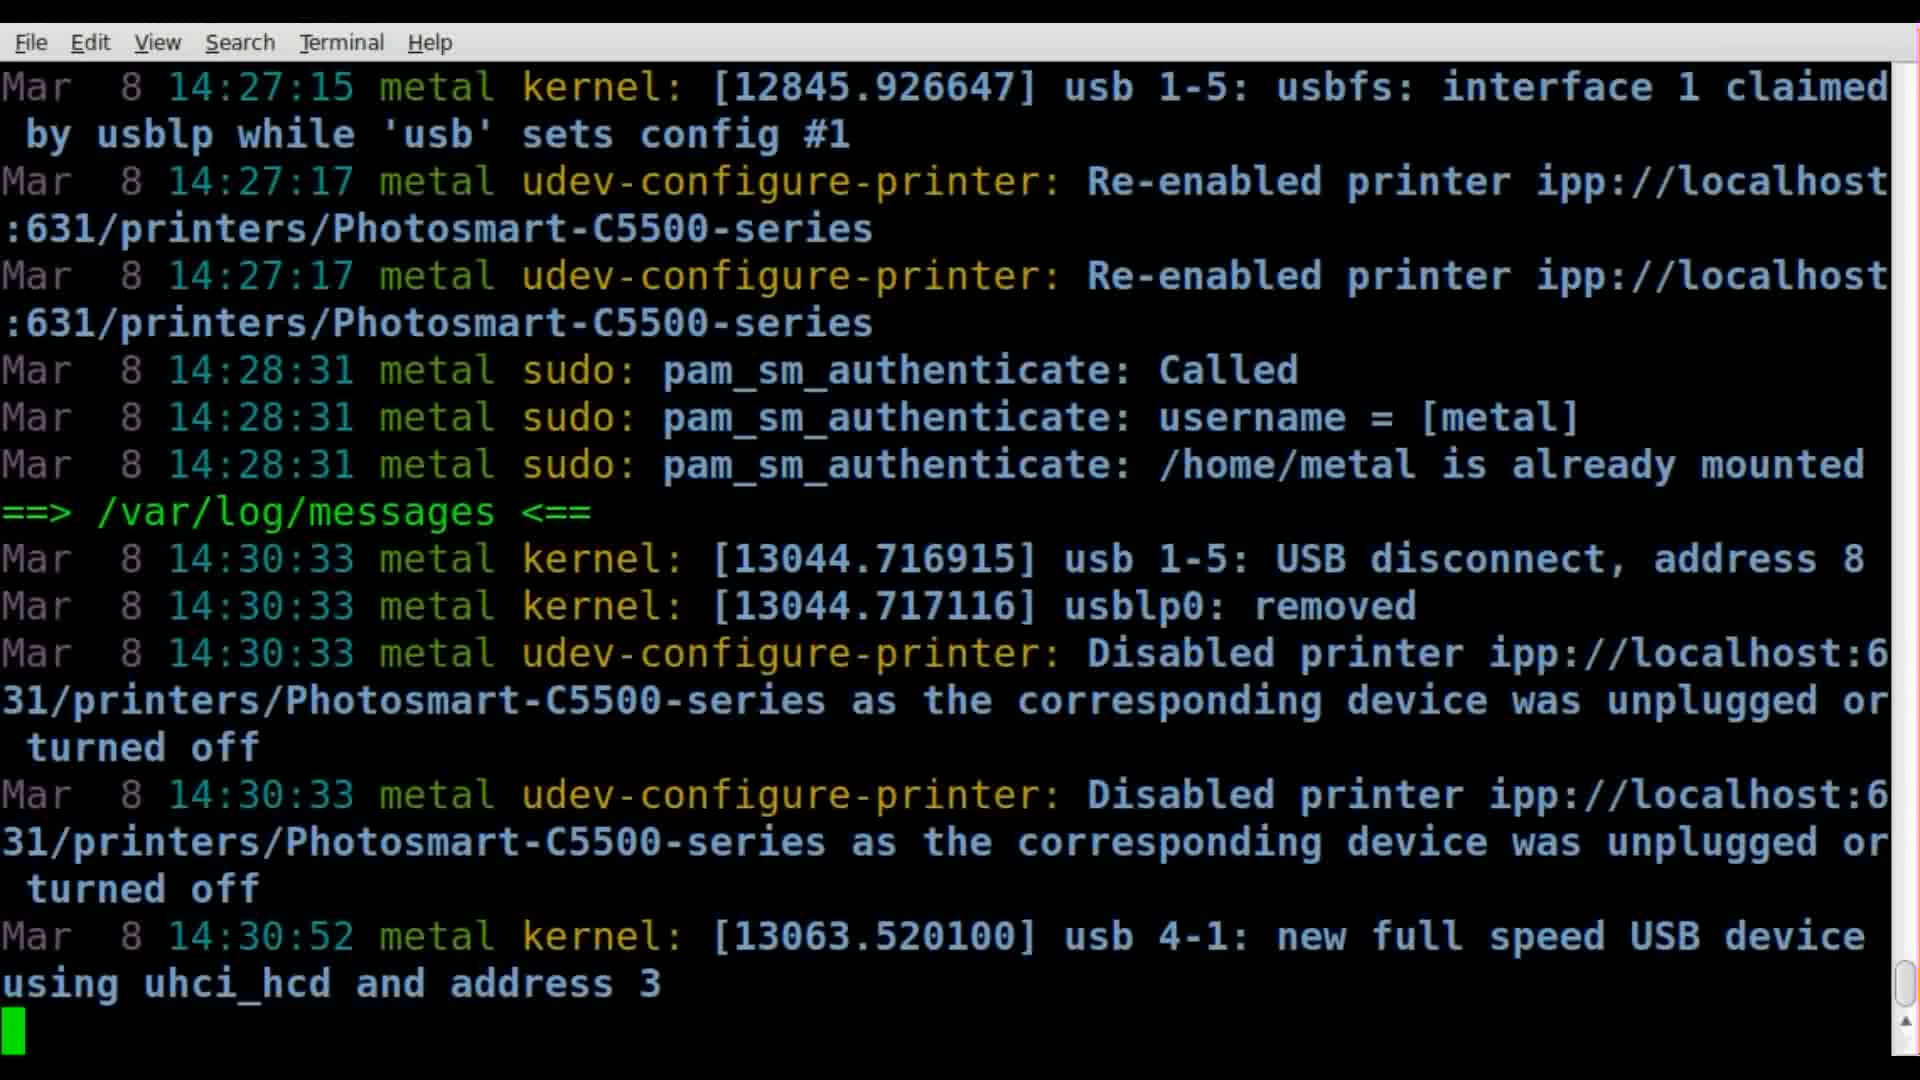 File Edit View Search Terminal Help
Mar  8 14:27:15 metal kernel: [12845.926647] usb 1-5: usbfs: interface 1 claimed
 by usblp while 'usb' sets config #1
Mar  8 14:27:17 metal udev-configure-printer: Re-enabled printer ipp://localhost
:631/printers/Photosmart-C5500-series
Mar  8 14:27:17 metal udev-configure-printer: Re-enabled printer ipp://localhost
:631/printers/Photosmart-C5500-series
Mar  8 14:28:31 metal sudo: pam_sm_authenticate: Called
Mar  8 14:28:31 metal sudo: pam_sm_authenticate: username = [metal]
Mar  8 14:28:31 metal sudo: pam_sm_authenticate: /home/metal is already mounted
==> /var/log/messages <==
Mar  8 14:30:33 metal kernel: [13044.716915] usb 1-5: USB disconnect, address 8
Mar  8 14:30:33 metal kernel: [13044.717116] usblp0: removed
Mar  8 14:30:33 metal udev-configure-printer: Disabled printer ipp://localhost:6
31/printers/Photosmart-C5500-series as the corresponding device was unplugged or
 turned off
Mar  8 14:30:33 metal udev-configure-printer: Disabled printer ipp://localhost:6
31/printers/Photosmart-C5500-series as the corresponding device was unplugged or
 turned off
Mar  8 14:30:52 metal kernel: [13063.520100] usb 4-1: new full speed USB device
using uhci_hcd and address 3